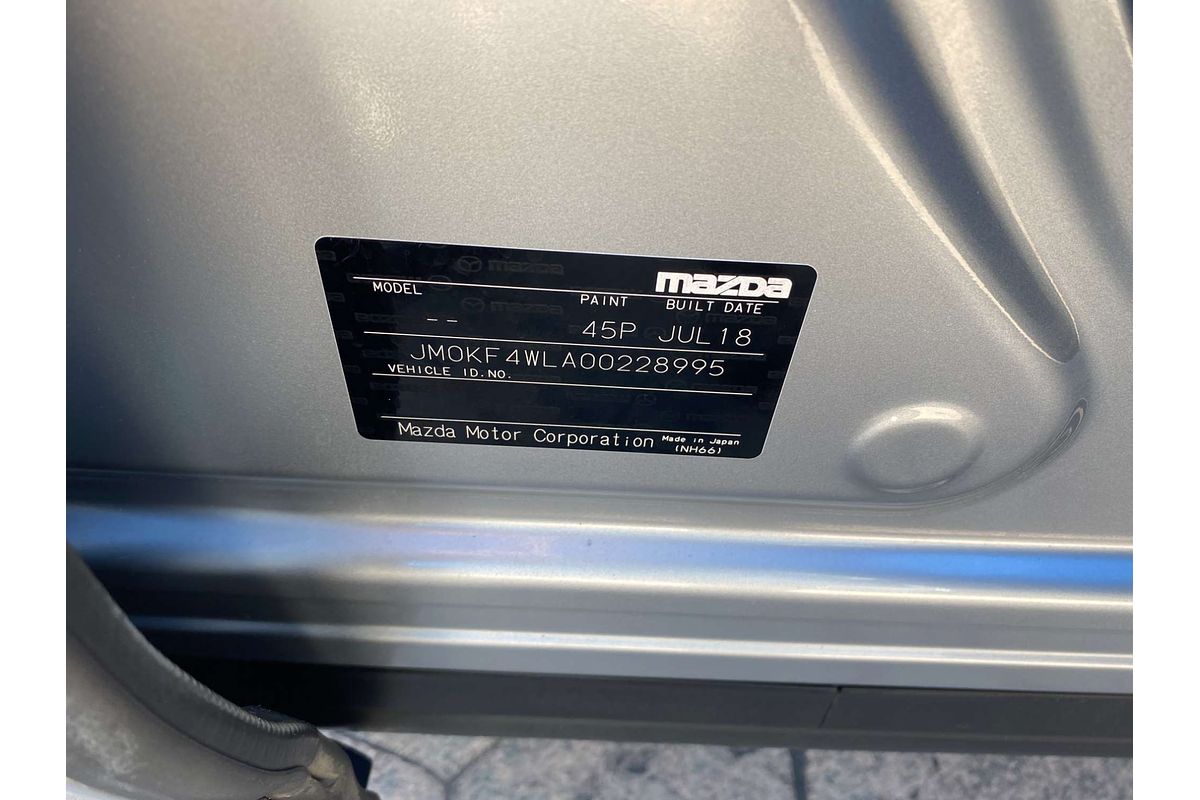 mazda
MODEL PAINT BUILT DATE
-- 45P JUL18
JM0KF4WLA00228995
VEHICLE ID.NO.
Mazda Motor Corporation Made in Japan
(NH66)